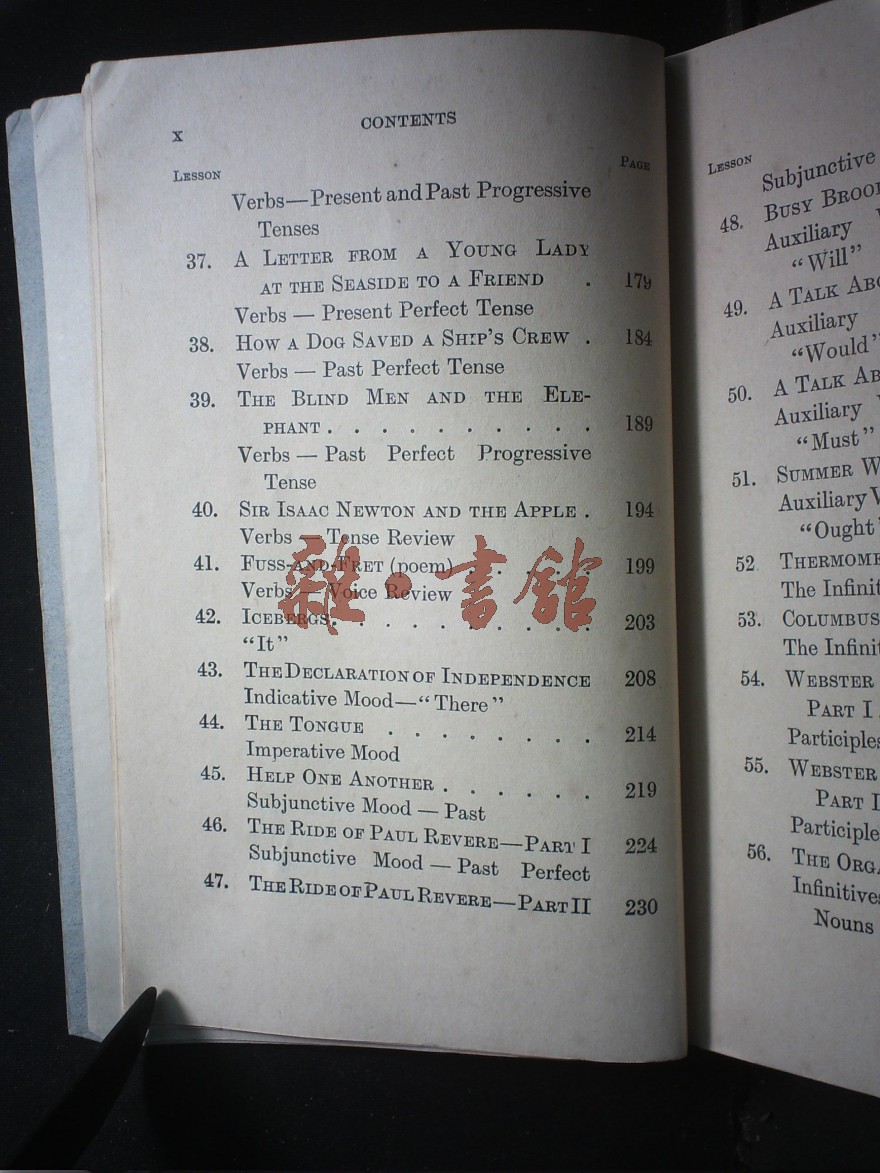 X
CONTENTS
LESSON
PAGE
Verbs—Present and Past Progressive
Tenses
37. A LETTER FROM A YOUNG LADY
AT THE SEASIDE TO A FRIEND . 179
Verbs — Present Perfect Tense
38. HOW A DOG SAVED A SHIP'S CREW . 184
Verbs — Past Perfect Tense
39. THE BLIND MEN AND THE ELE-
PHANT . . . . . . . . . . 189
Verbs — Past Perfect Progressive
Tense
40. SIR ISAAC NEWTON AND THE APPLE . 194
Verbs — Tense Review
41. FUSS-AND-FRET (poem) . . . . . 199
Verbs — Voice Review
42. ICEBERGS . . . . . . . . . . 203
"It"
43. THE DECLARATION OF INDEPENDENCE 208
Indicative Mood—"There"
44. THE TONGUE . . . . . . . . 214
Imperative Mood
45. HELP ONE ANOTHER . . . . . . 219
Subjunctive Mood — Past
46. THE RIDE OF PAUL REVERE—PART I 224
Subjunctive Mood — Past Perfect
47. THE RIDE OF PAUL REVERE—PART II 230
雜·書館
LESSON
Subjunctive
48. BUSY
Auxiliary
"Will"
49. A TALK
Auxiliary
"Would"
50. A TALK
Auxiliary
"Must"
51. SUMMER
Auxiliary
"Ought"
52.
The
53. COLUMBUS
The
54. WEBSTER
PART I
Participles
55. WEBSTER
PART
Participle
56. THE
Infinitives
Nouns